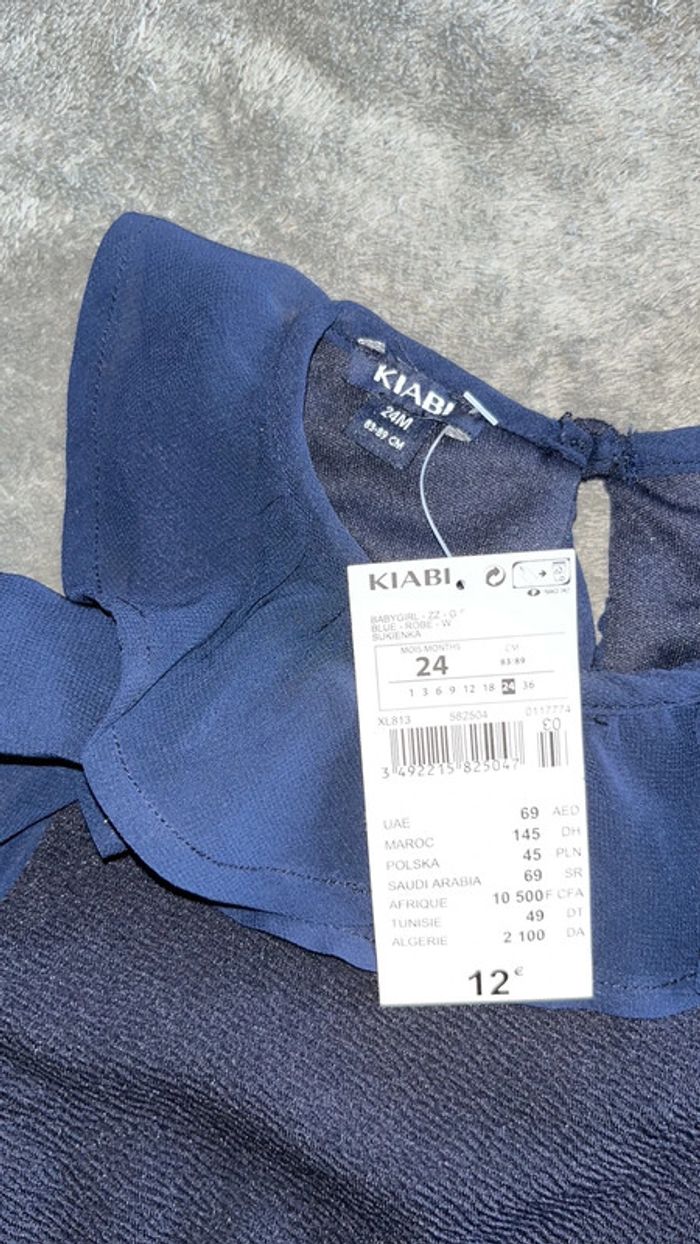 KIABI
24M
83-89 CM
KIABI
BABYGIRL - ZZ - G
BLUE - ROBE - W
SUKIENKA
MOIS MONTHS CM
24 83-89
1 3 6 9 12 18 24 36
XL813 582504 0117774
£0
3 492215 825047
UAE 69 AED
MAROC 145 DH
POLSKA 45 PLN
SAUDI ARABIA 69 SR
AFRIQUE 10 500F CFA
TUNISIE 49 DT
ALGERIE 2 100 DA
12€